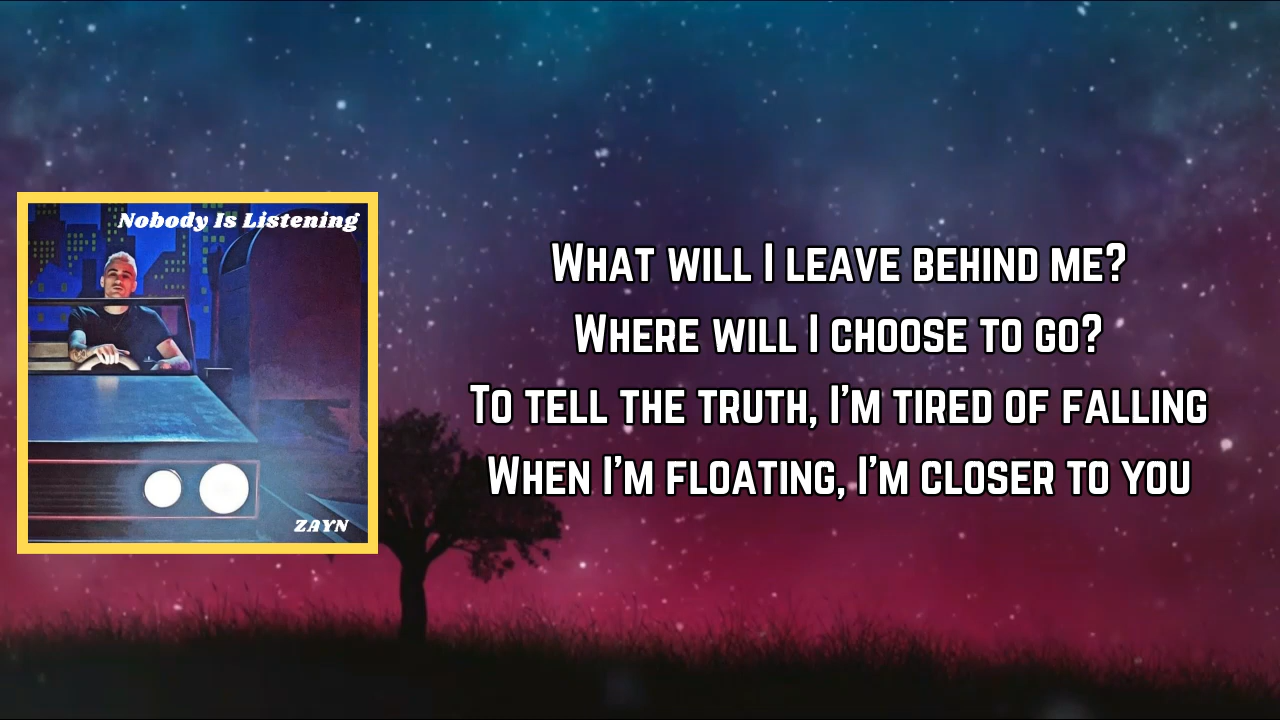 Nobody Is Listening
ZAYN
What will I leave behind me?
Where will I choose to go?
To tell the truth, I'm tired of falling
When I'm floating, I'm closer to you